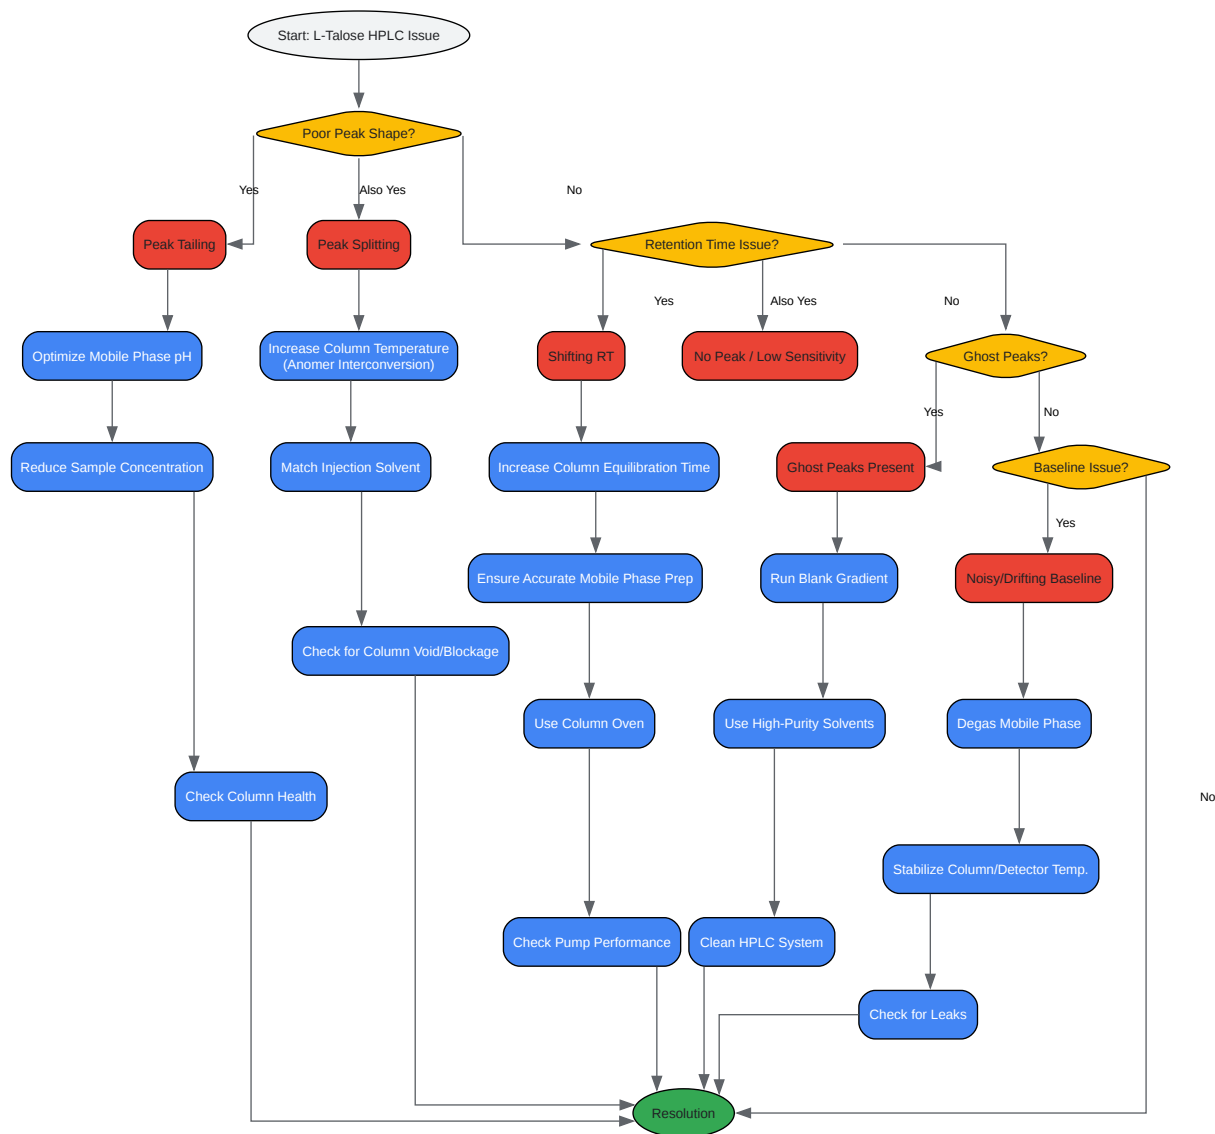 Start: L-Talose HPLC Issue
Poor Peak Shape?
Yes
Also Yes
No
Peak Tailing
Peak Splitting
Retention Time Issue?
Yes
Also Yes
No
Optimize Mobile Phase pH
Increase Column Temperature
(Anomer Interconversion)
Shifting RT
No Peak / Low Sensitivity
Ghost Peaks?
Yes
No
Reduce Sample Concentration
Match Injection Solvent
Increase Column Equilibration Time
Ghost Peaks Present
Baseline Issue?
Yes
Ensure Accurate Mobile Phase Prep
Run Blank Gradient
Noisy/Drifting Baseline
Check for Column Void/Blockage
Use Column Oven
Use High-Purity Solvents
Degas Mobile Phase
Check Column Health
No
Stabilize Column/Detector Temp.
Check Pump Performance
Clean HPLC System
Check for Leaks
Resolution